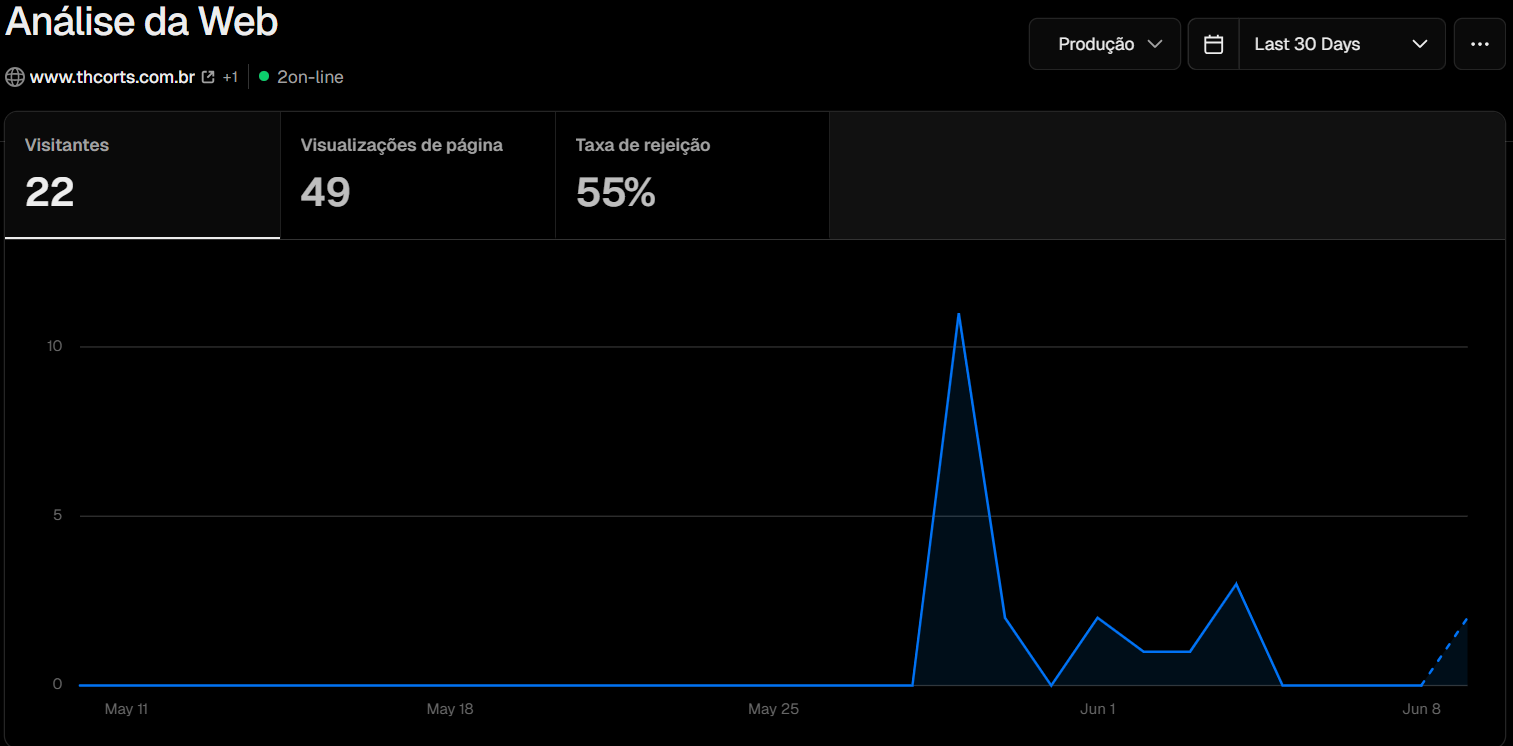 Análise da Web
Produção
Last 30 Days
www.thcorts.com.br +1 2on-line
Visitantes
22
Visualizações de página
49
Taxa de rejeição
55%
10
5
0
May 11 May 18 May 25 Jun 1 Jun 8